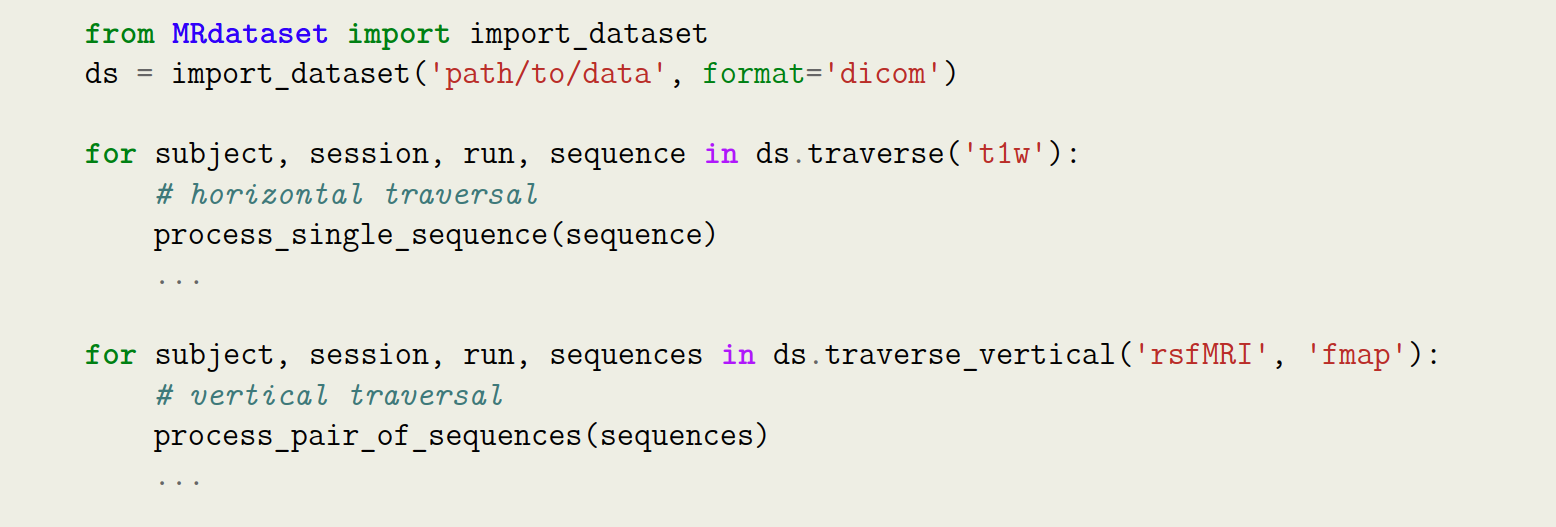 from MRdataset import import_dataset
ds = import_dataset('path/to/data', format='dicom')
for subject, session, run, sequence in ds.traverse('t1w'):
# horizontal traversal
process_single_sequence(sequence)
...
for subject, session, run, sequences in ds.traverse_vertical('rsfMRI', 'fmap'):
# vertical traversal
process_pair_of_sequences(sequences)
...